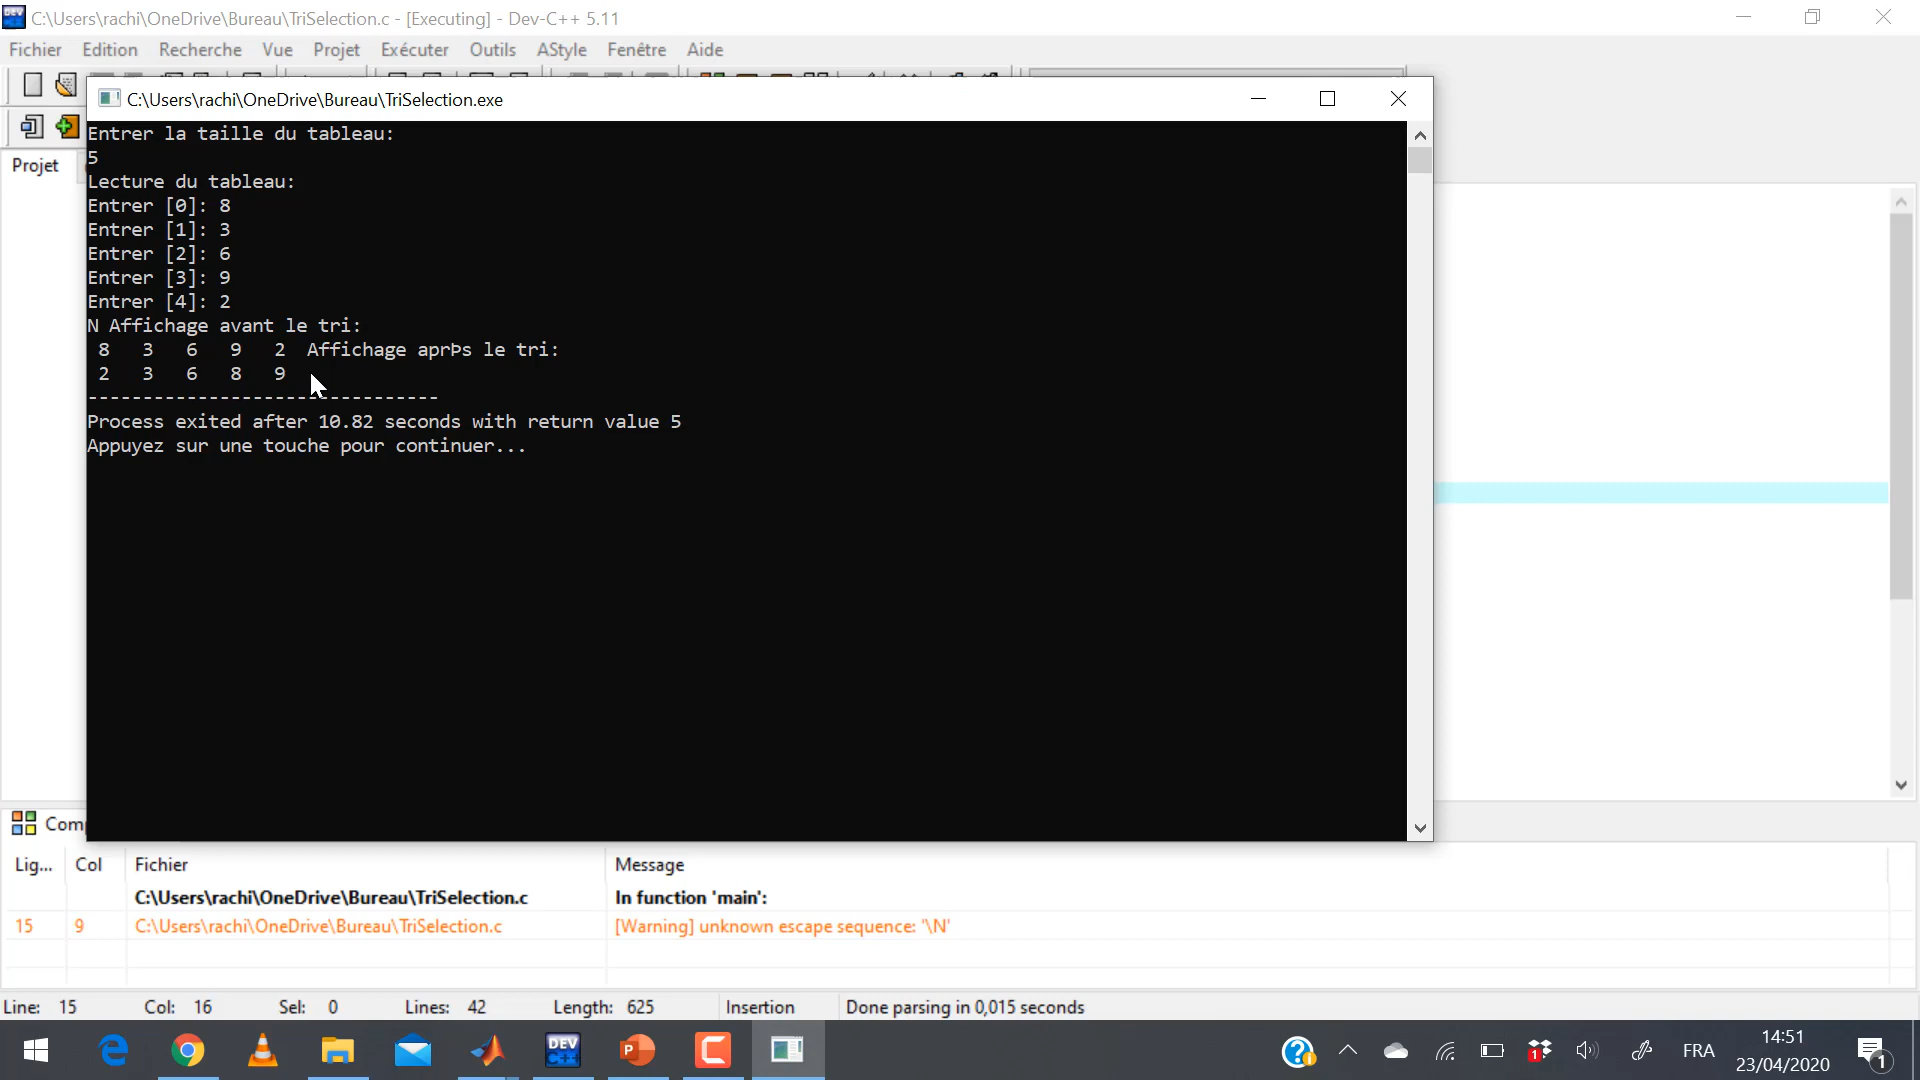 C:\Users\rachi\OneDrive\Bureau\TriSelection.c - [Executing] - Dev-C++ 5.11
Fichier Edition Recherche Vue Projet Exécuter Outils AStyle Fenêtre Aide
C:\Users\rachi\OneDrive\Bureau\TriSelection.exe
Projet
Entrer la taille du tableau:
5
Lecture du tableau:
Entrer [0]: 8
Entrer [1]: 3
Entrer [2]: 6
Entrer [3]: 9
Entrer [4]: 2
N Affichage avant le tri:
8 3 6 9 2 Affichage aprÞs le tri:
2 3 6 8 9
--------------------------------
Process exited after 10.82 seconds with return value 5
Appuyez sur une touche pour continuer...
Lig... Col Fichier Message
C:\Users\rachi\OneDrive\Bureau\TriSelection.c In function 'main':
15 9 C:\Users\rachi\OneDrive\Bureau\TriSelection.c [Warning] unknown escape sequence: '\N'
Line: 15 Col: 16 Sel: 0 Lines: 42 Length: 625 Insertion Done parsing in 0,015 seconds
DEV C++
FRA
14:51
23/04/2020
1